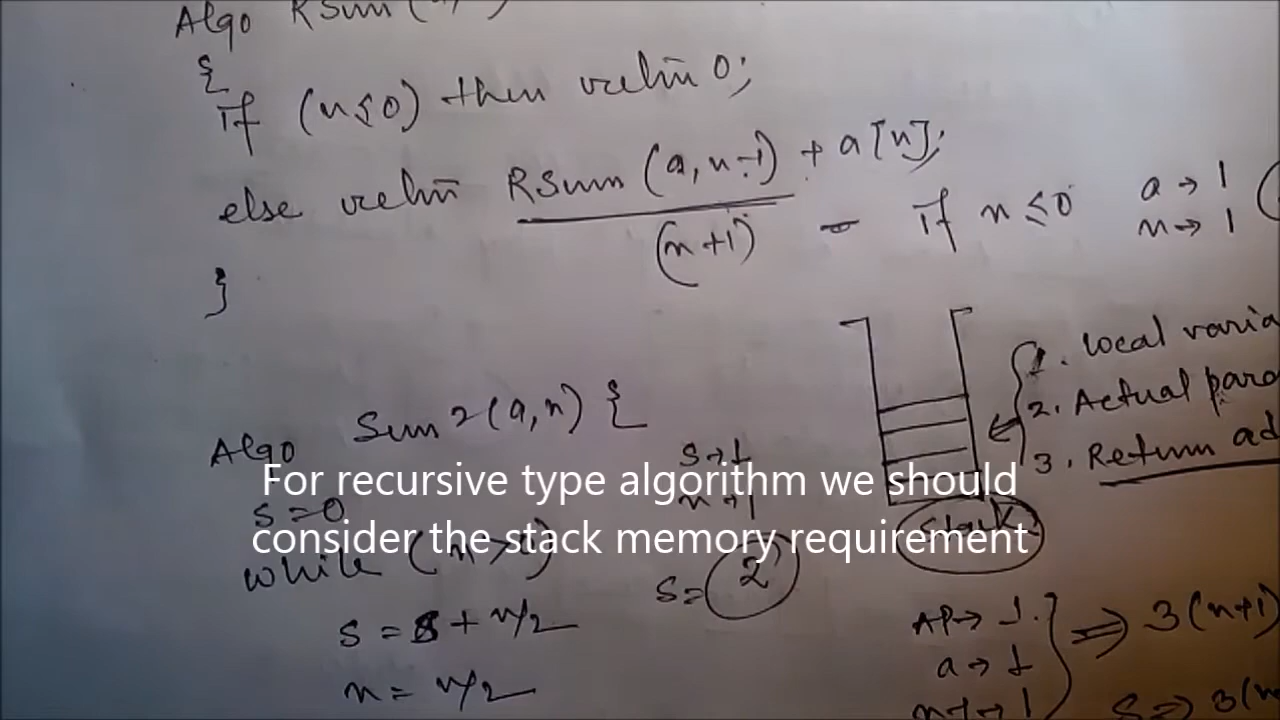 Algo RSum (
{
if (n≤0) then return 0;
else return RSum (a, n-1) + a[n];
(n+1) - if n ≤0
a → 1
n → 1
}
1. local varia
2. Actual para
3. Return ad
Stack
Algo Sum2(a,n) {
s=0
while (n>
s = s + n/2
n = n/2
s→1
n→1
s= 2
AP→ 1.
a → 1
n→ 1
⇒ 3(n+1)
S ⇒ 3(n
For recursive type algorithm we should
consider the stack memory requirement